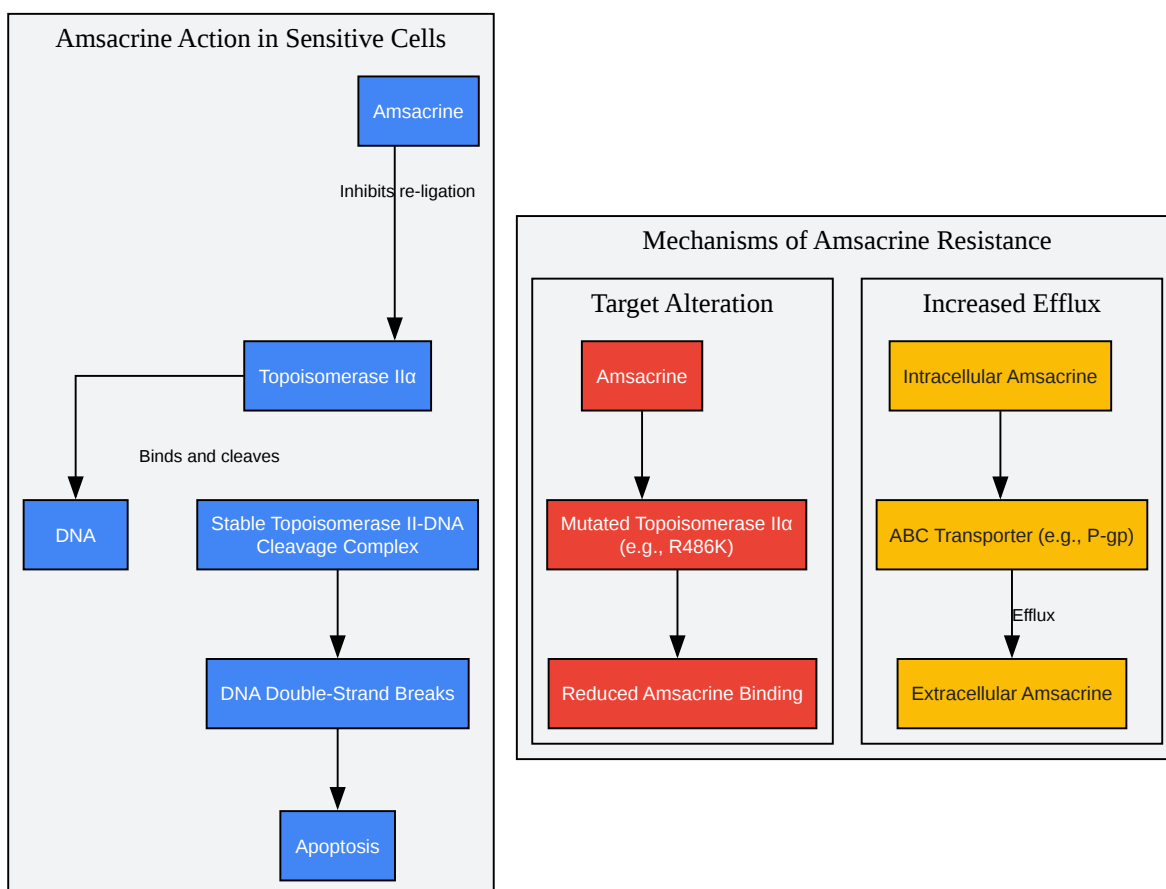 Amsacrine Action in Sensitive Cells
Amsacrine
Inhibits re-ligation
Topoisomerase IIα
Binds and cleaves
DNA
Stable Topoisomerase II-DNA
Cleavage Complex
DNA Double-Strand Breaks
Apoptosis
Mechanisms of Amsacrine Resistance
Target Alteration
Amsacrine
Mutated Topoisomerase IIα
(e.g., R486K)
Reduced Amsacrine Binding
Increased Efflux
Intracellular Amsacrine
ABC Transporter (e.g., P-gp)
Efflux
Extracellular Amsacrine